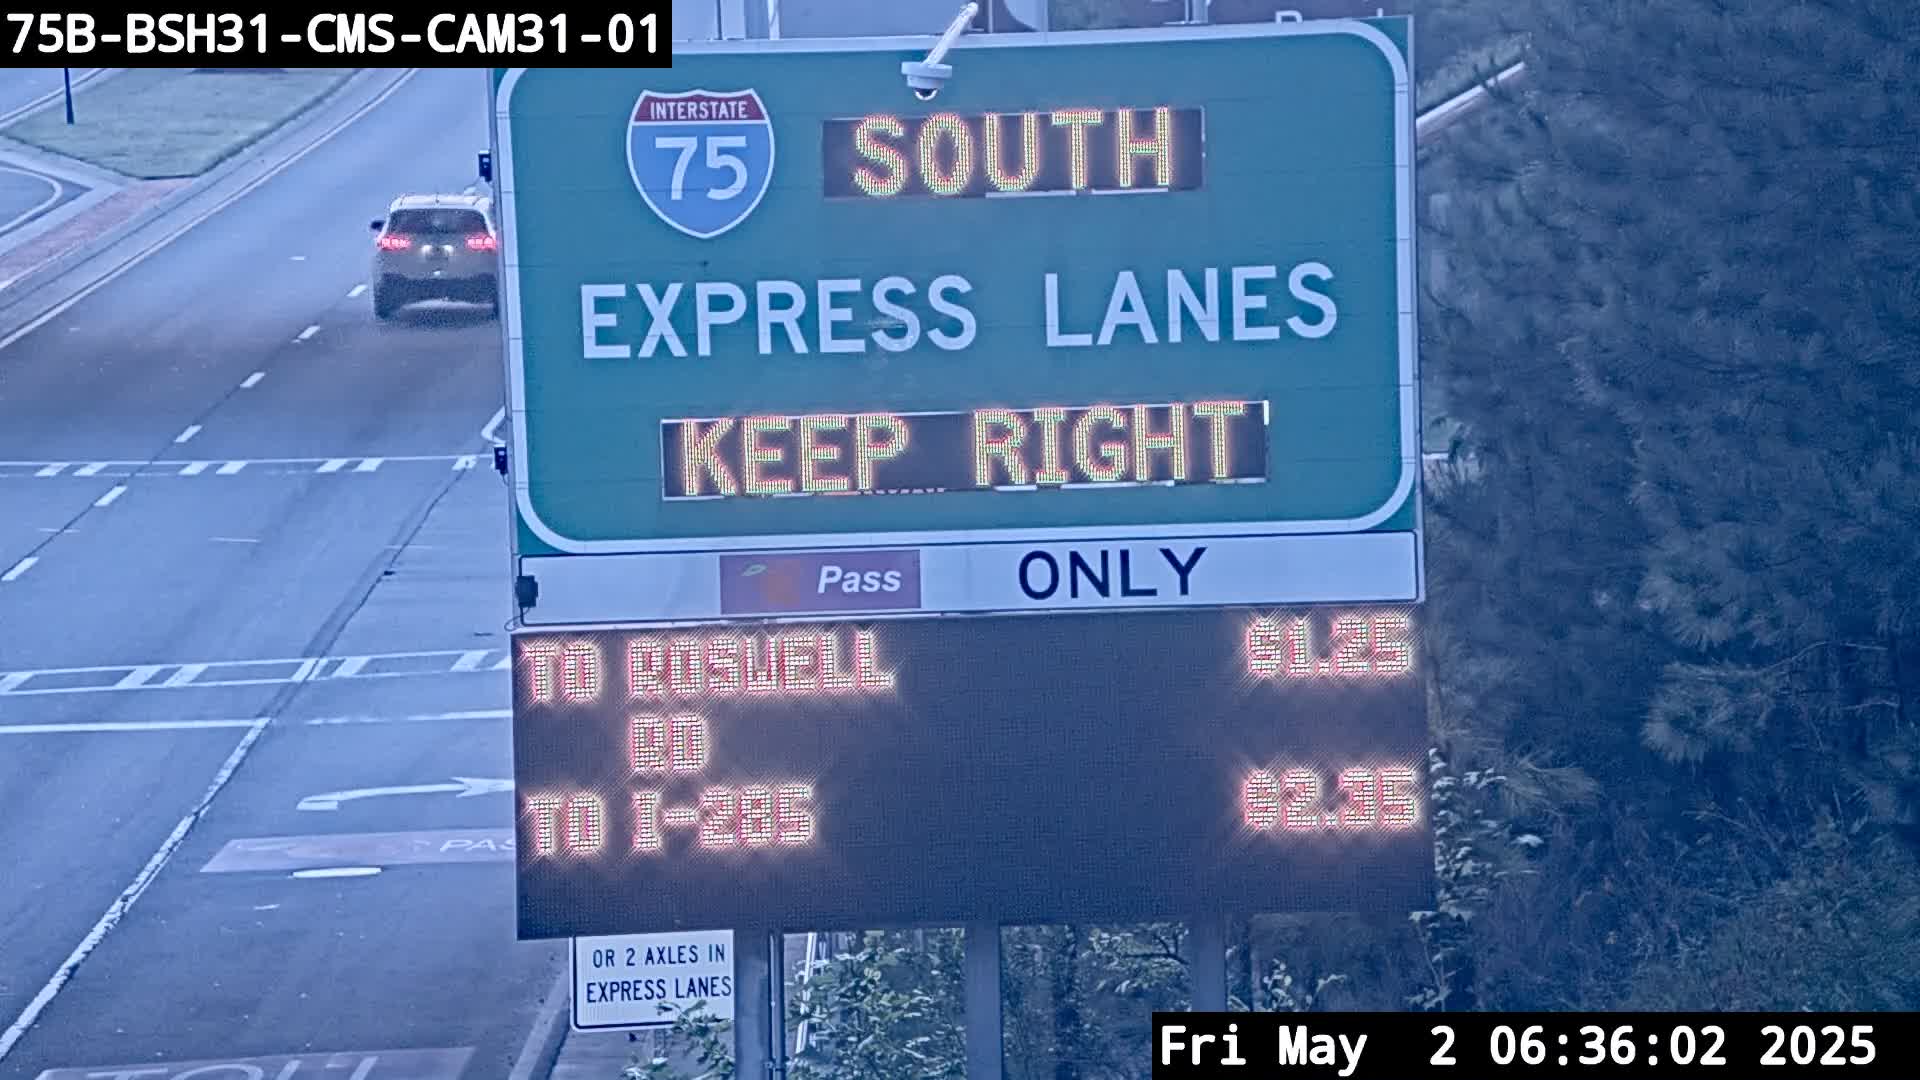 75B-BSH31-CMS-CAM31-01
INTERSTATE
75
SOUTH
EXPRESS LANES
KEEP RIGHT
Pass ONLY
TO ROSWELL $1.25
RD
TO I-285 $2.35
PAS
OR 2 AXLES IN
EXPRESS LANES
Fri May 2 06:36:02 2025